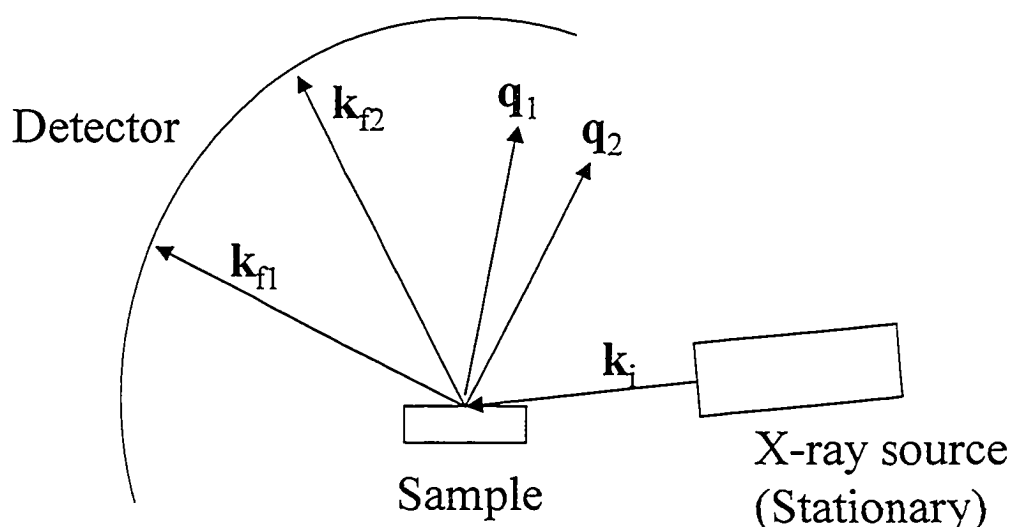 Detector
k_f2
q_1
q_2
k_f1
k_i
Sample
X-ray source
(Stationary)